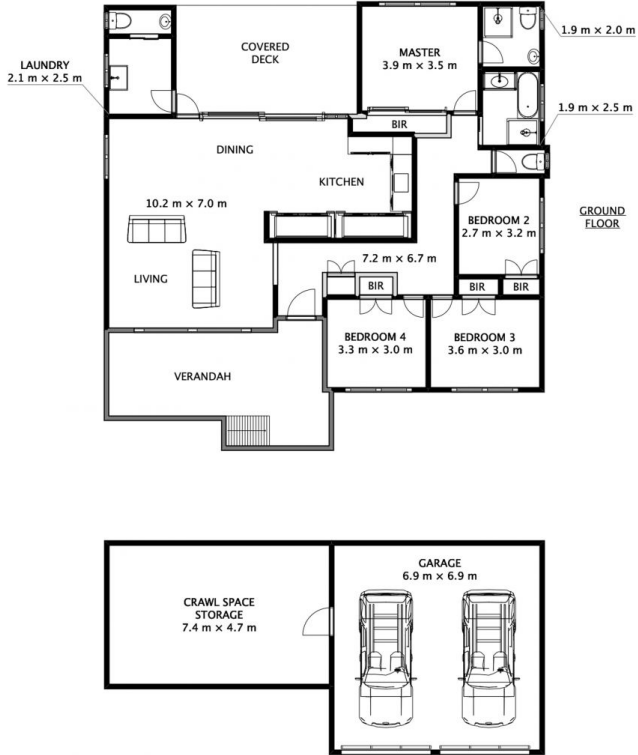 COVERED
DECK
MASTER
3.9 m × 3.5 m
1.9 m × 2.0 m
LAUNDRY
2.1 m × 2.5 m
1.9 m × 2.5 m
BIR
DINING
KITCHEN
10.2 m × 7.0 m
BEDROOM 2
2.7 m × 3.2 m
GROUND
FLOOR
7.2 m × 6.7 m
LIVING
BIR
BIR
BIR
BEDROOM 4
3.3 m × 3.0 m
BEDROOM 3
3.6 m × 3.0 m
VERANDAH
GARAGE
6.9 m × 6.9 m
CRAWL SPACE
STORAGE
7.4 m × 4.7 m